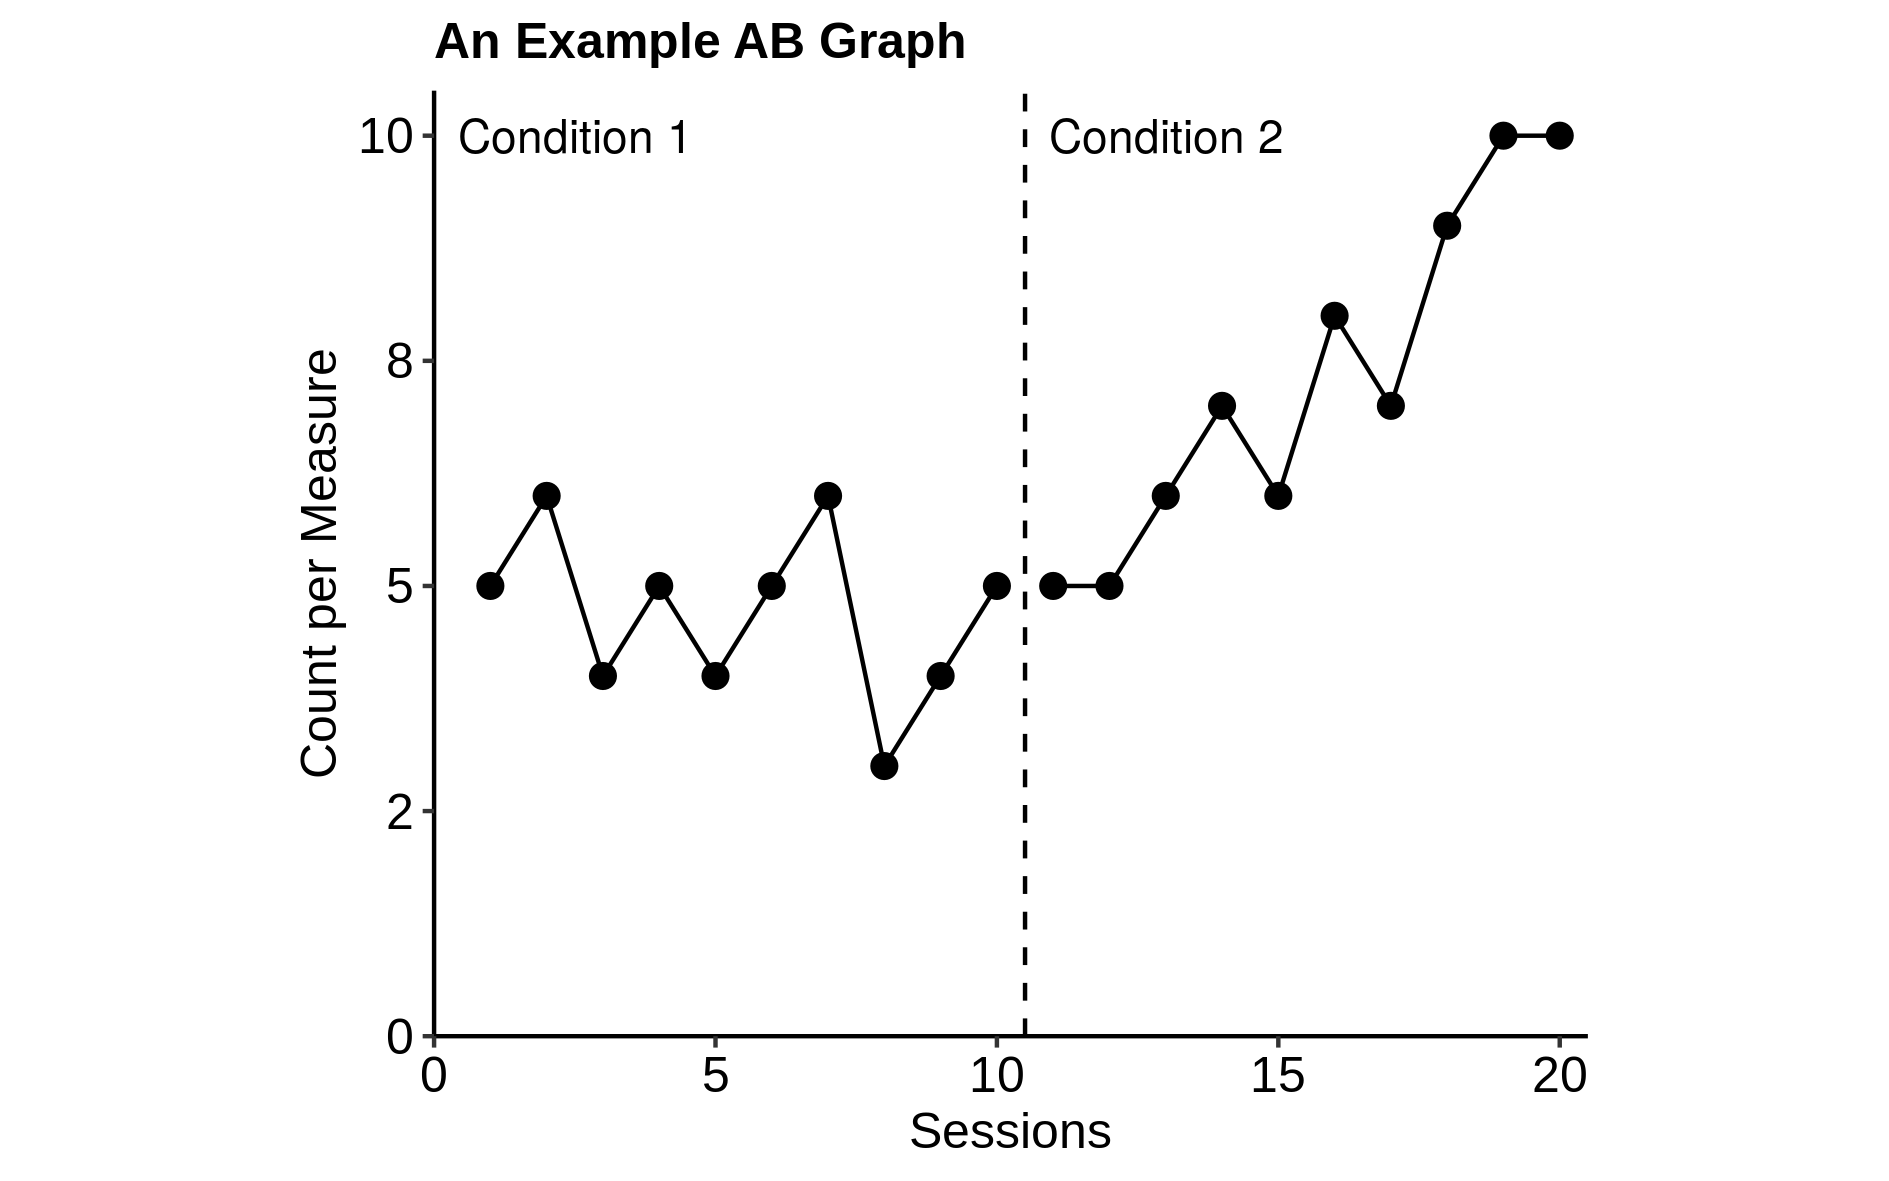 An Example AB Graph
10
Condition 1
Condition 2
8
5
2
0
Count per Measure
0 5 10 15 20
Sessions